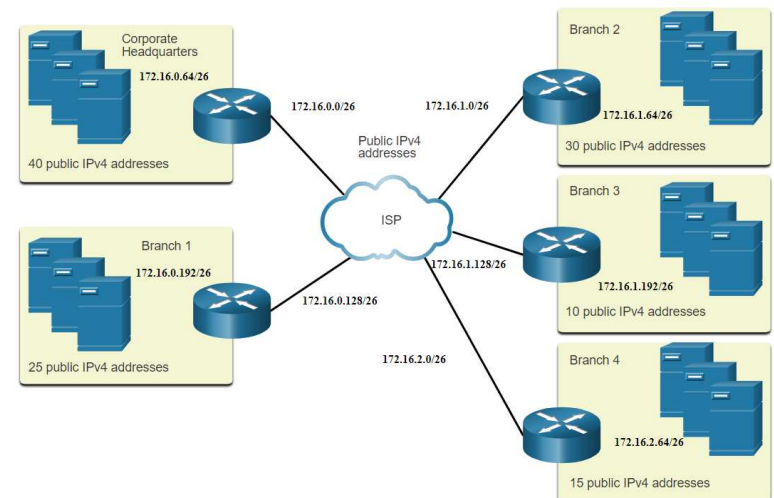 Corporate
Headquarters
172.16.0.64/26
40 public IPv4 addresses
172.16.0.0/26
Branch 1
172.16.0.192/26
25 public IPv4 addresses
172.16.0.128/26
Public IPv4
addresses
ISP
172.16.1.0/26
Branch 2
172.16.1.64/26
30 public IPv4 addresses
172.16.1.128/26
Branch 3
172.16.1.192/26
10 public IPv4 addresses
172.16.2.0/26
Branch 4
172.16.2.64/26
15 public IPv4 addresses